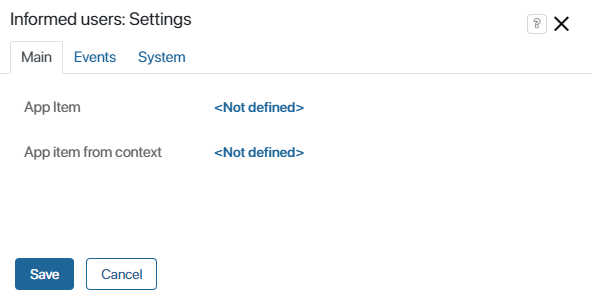 Informed users: Settings
?
Main Events System
App Item <Not defined>
App item from context <Not defined>
Save Cancel